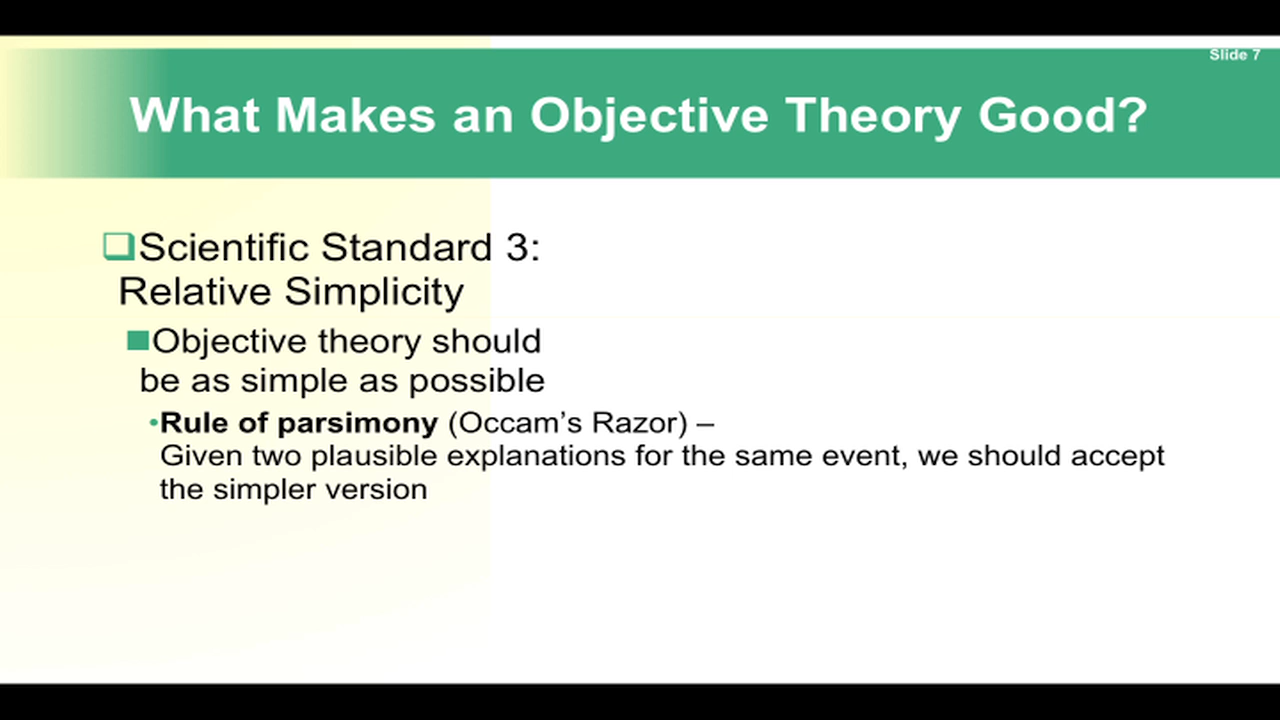 Slide 7
What Makes an Objective Theory Good?
Scientific Standard 3:
Relative Simplicity
Objective theory should
be as simple as possible
•Rule of parsimony (Occam’s Razor) –
Given two plausible explanations for the same event, we should accept
the simpler version